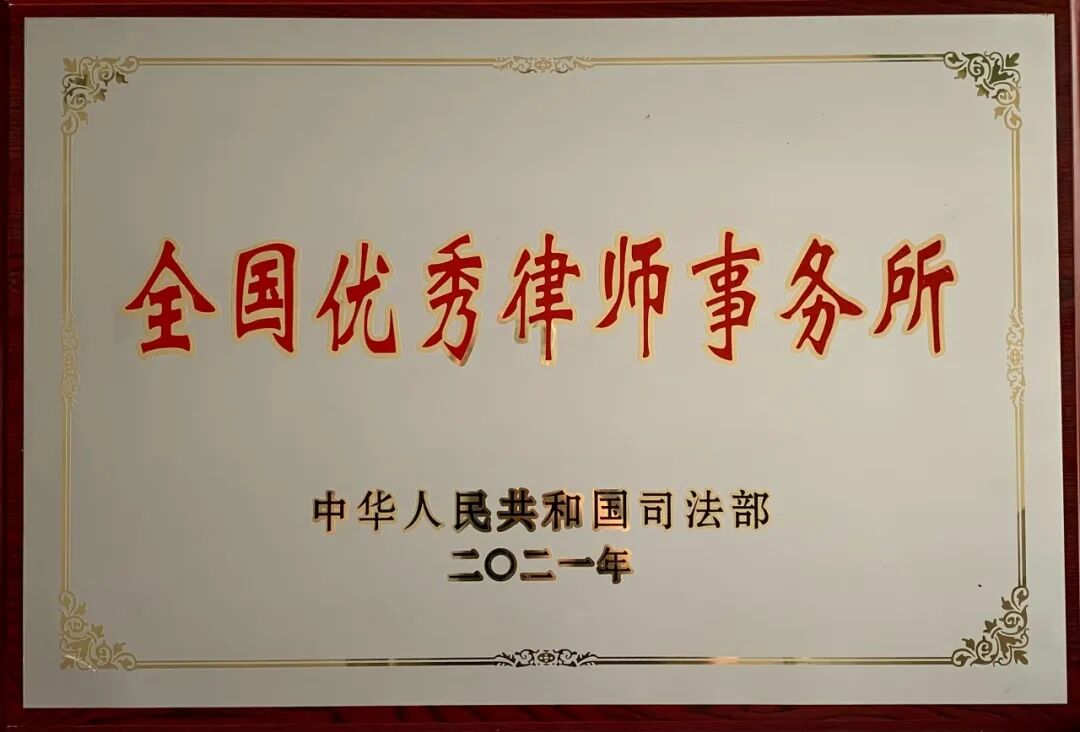 全国优秀律师事务所
中华人民共和国司法部
二〇二一年